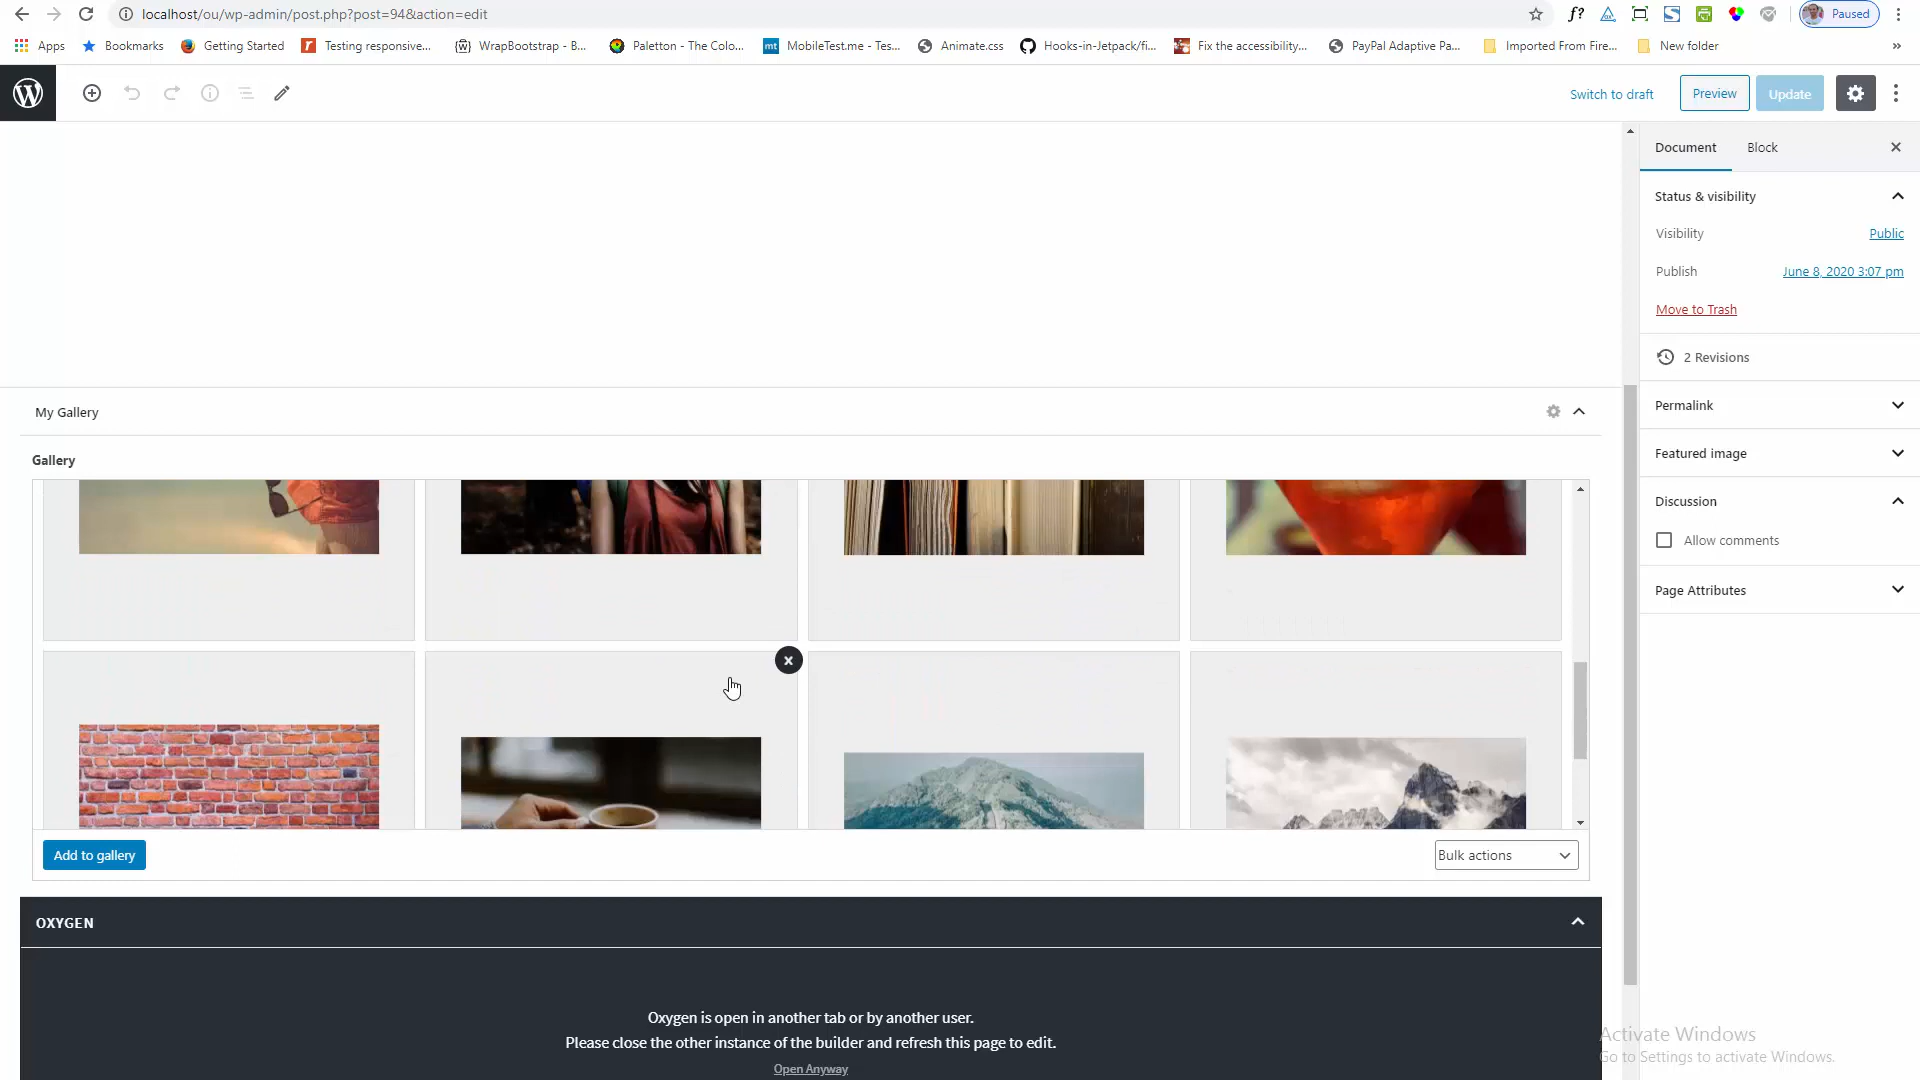 localhost/ou/wp-admin/post.php?post=94&action=edit
f?
Paused
Apps
Bookmarks
Getting Started
Testing responsive...
WrapBootstrap - B...
Paletton - The Colo...
mt
MobileTest.me - Tes...
Animate.css
Hooks-in-Jetpack/fi...
Fix the accessibility...
PayPal Adaptive Pa...
Imported From Fire...
New folder
»
Switch to draft
Preview
Update
Document
Block
Status & visibility
Visibility
Public
Publish
June 8, 2020 3:07 pm
Move to Trash
2 Revisions
Permalink
Featured image
Discussion
Allow comments
Page Attributes
My Gallery
Gallery
Add to gallery
Bulk actions
OXYGEN
Oxygen is open in another tab or by another user.
Please close the other instance of the builder and refresh this page to edit.
Open Anyway
Activate Windows
Go to Settings to activate Windows.